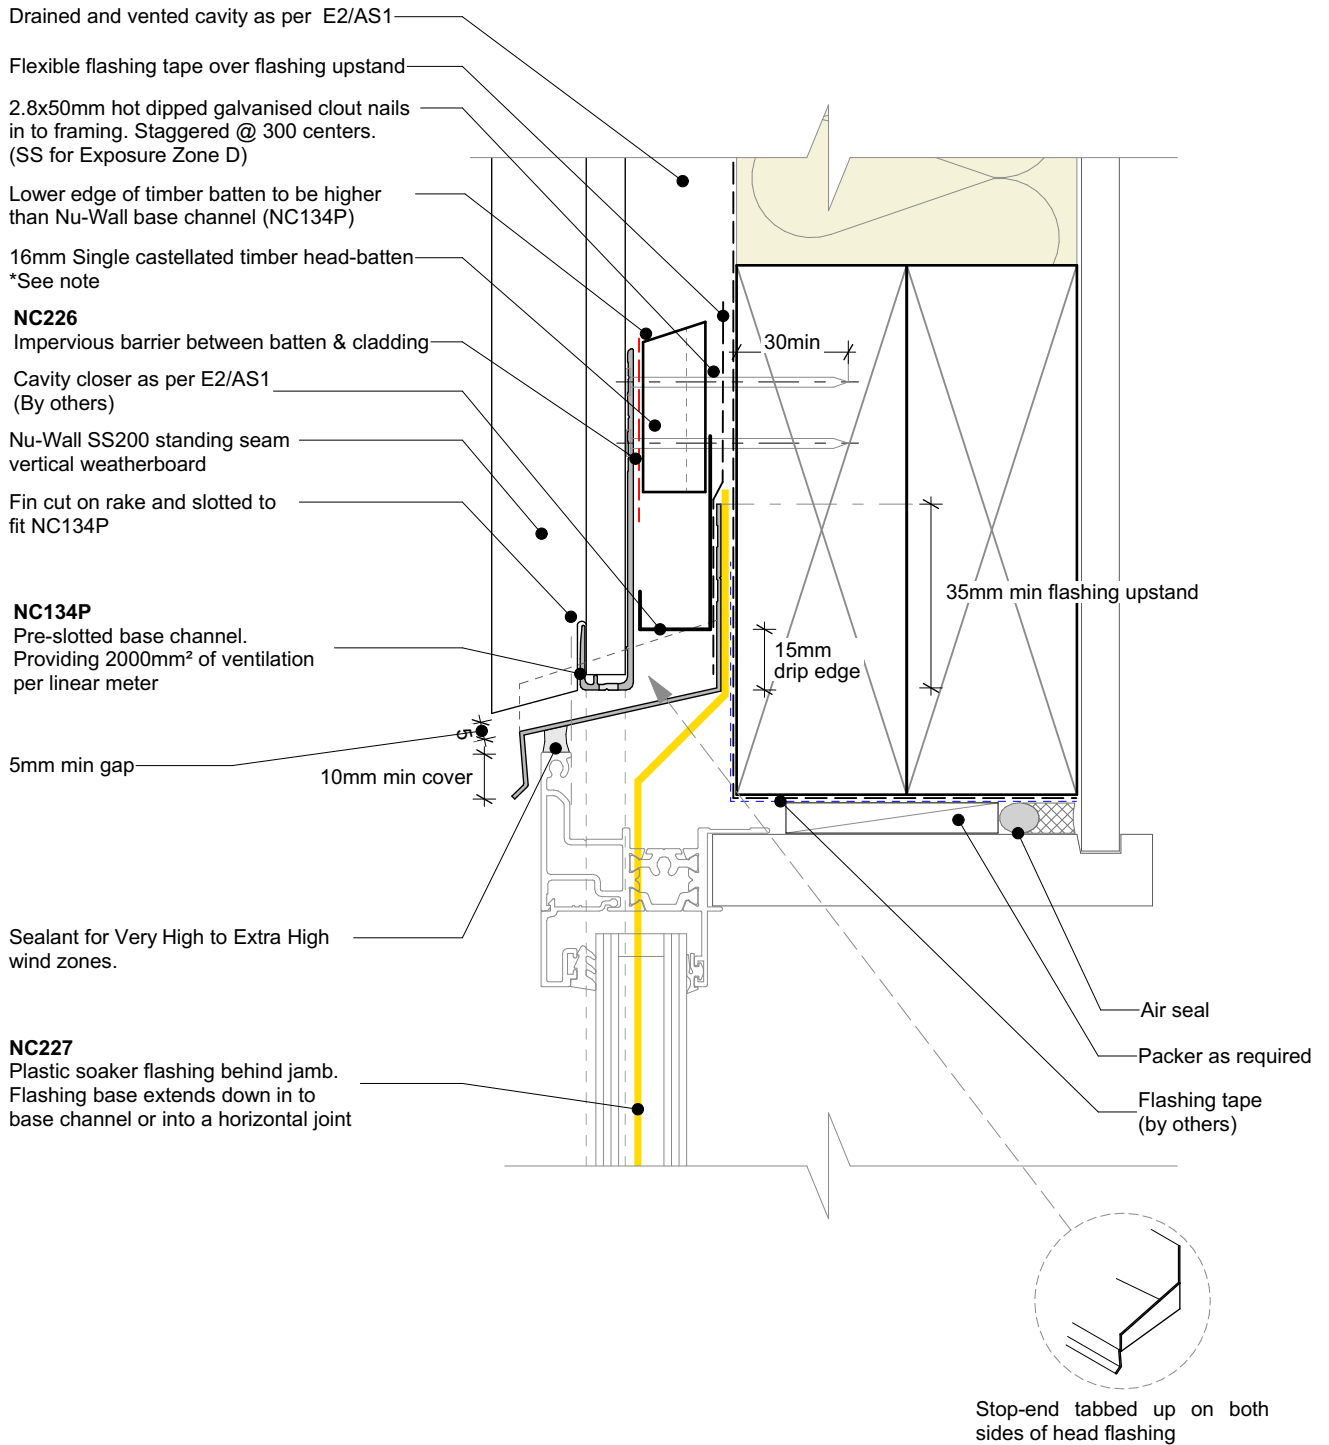 Drained and vented cavity as per E2/AS1
Flexible flashing tape over flashing upstand
2.8x50mm hot dipped galvanised clout nails
in to framing. Staggered @ 300 centers.
(SS for Exposure Zone D)
Lower edge of timber batten to be higher
than Nu-Wall base channel (NC134P)
16mm Single castellated timber head-batten
*See note
NC226
Impervious barrier between batten & cladding
Cavity closer as per E2/AS1
(By others)
Nu-Wall SS200 standing seam
vertical weatherboard
Fin cut on rake and slotted to
fit NC134P
NC134P
Pre-slotted base channel.
Providing 2000mm² of ventilation
per linear meter
5mm min gap
5
10mm min cover
Sealant for Very High to Extra High
wind zones.
NC227
Plastic soaker flashing behind jamb.
Flashing base extends down in to
base channel or into a horizontal joint
30min
35mm min flashing upstand
15mm
drip edge
Air seal
Packer as required
Flashing tape
(by others)
Stop-end tabbed up on both
sides of head flashing